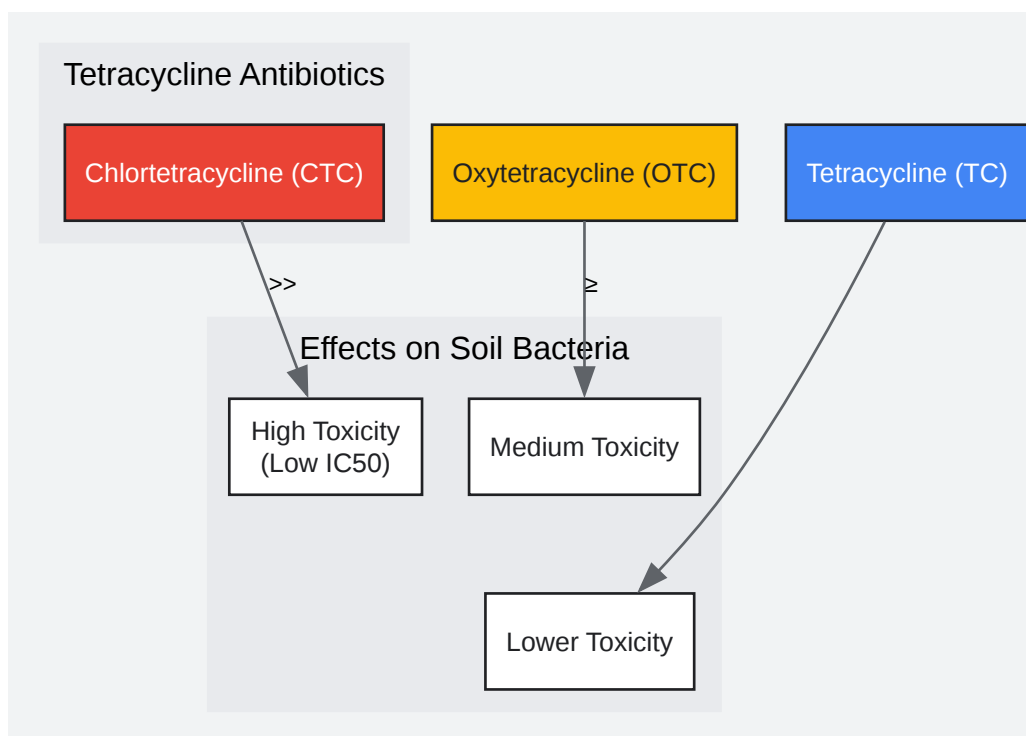 Tetracycline Antibiotics
Chlortetracycline (CTC)
Oxytetracycline (OTC)
Tetracycline (TC)
>>
≥
Effects on Soil Bacteria
High Toxicity
(Low IC50)
Medium Toxicity
Lower Toxicity